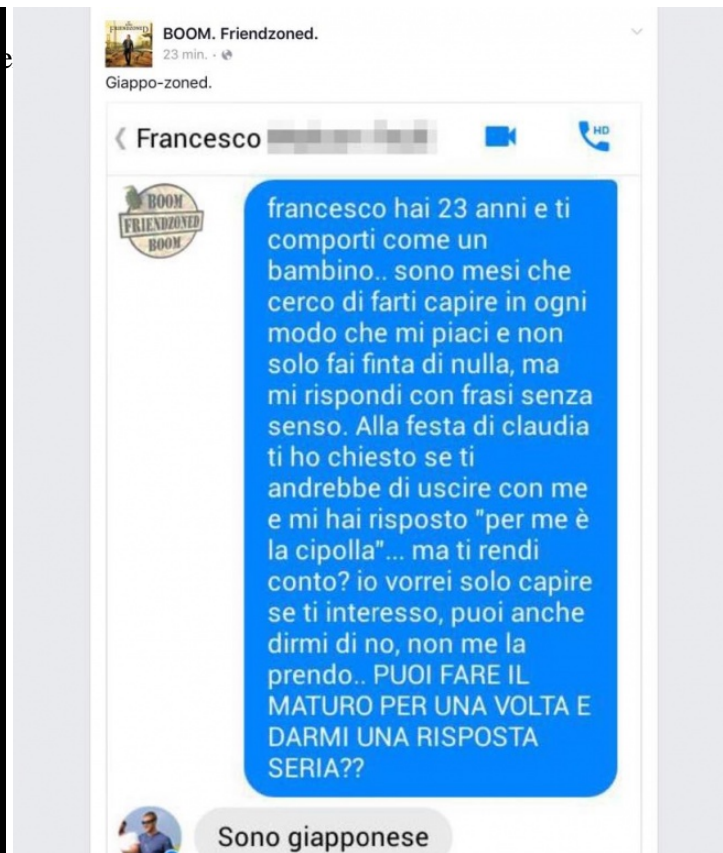 BOOM. Friendzoned.
23 min.
Giappo-zoned.
Francesco
HD
BOOM
FRIENDZONED
BOOM
francesco hai 23 anni e ti
comporti come un
bambino.. sono mesi che
cerco di farti capire in ogni
modo che mi piaci e non
solo fai finta di nulla, ma
mi rispondi con frasi senza
senso. Alla festa di claudia
ti ho chiesto se ti
andrebbe di uscire con me
e mi hai risposto "per me è
la cipolla"... ma ti rendi
conto? io vorrei solo capire
se ti interesso, puoi anche
dirmi di no, non me la
prendo.. PUOI FARE IL
MATURO PER UNA VOLTA E
DARMI UNA RISPOSTA
SERIA??
Sono giapponese